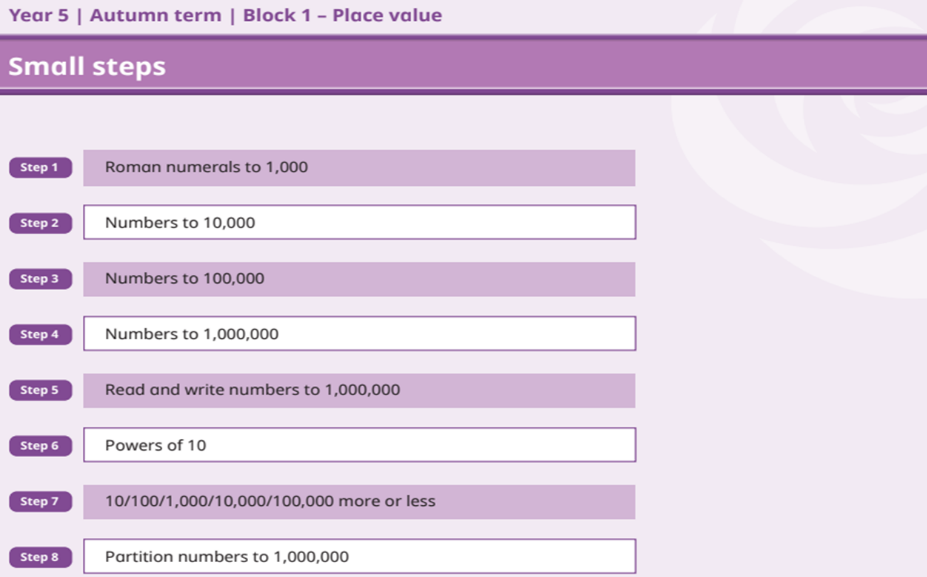 Year 5 | Autumn term | Block 1 – Place value
Small steps
Step 1 Roman numerals to 1,000
Step 2 Numbers to 10,000
Step 3 Numbers to 100,000
Step 4 Numbers to 1,000,000
Step 5 Read and write numbers to 1,000,000
Step 6 Powers of 10
Step 7 10/100/1,000/10,000/100,000 more or less
Step 8 Partition numbers to 1,000,000